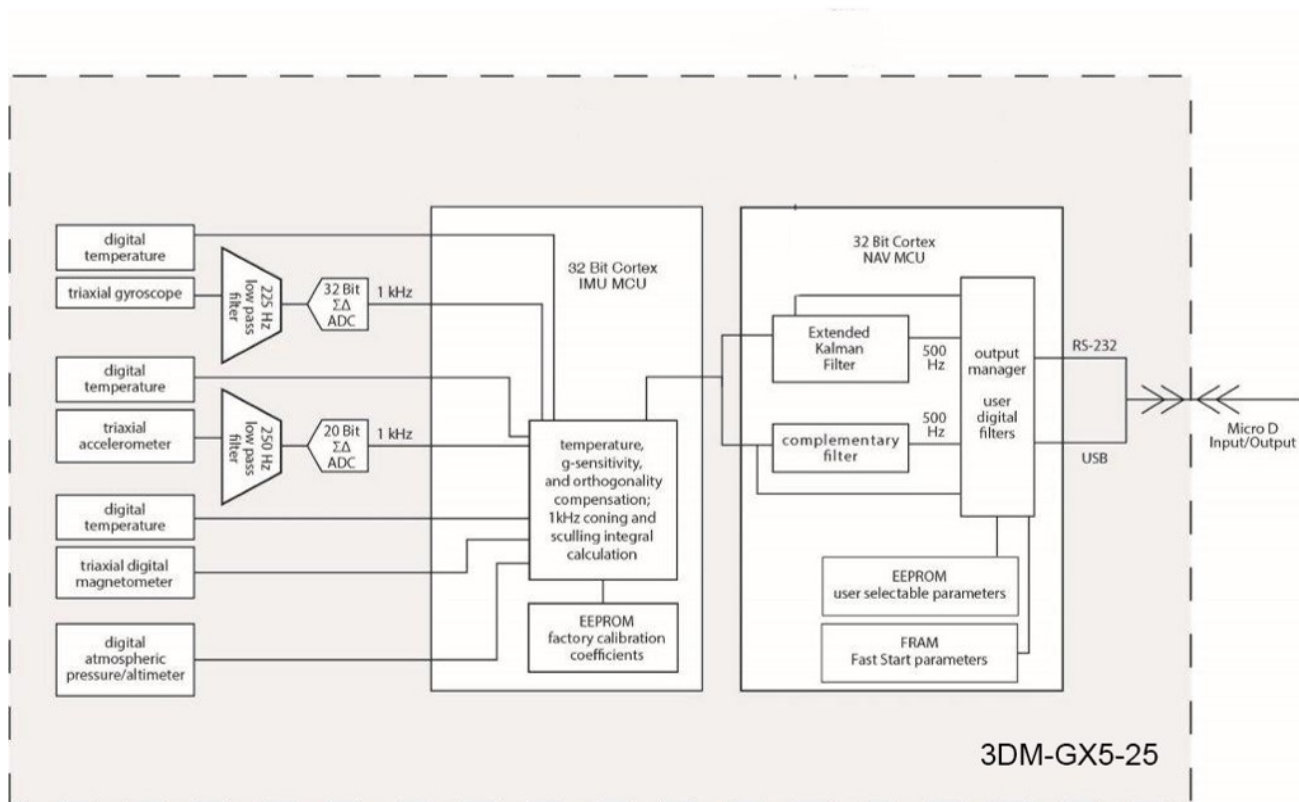 digital
temperature
triaxial gyroscope
225 Hz
low pass
filter
32 Bit
ΣΔ
ADC
1 kHz
digital
temperature
triaxial
accelerometer
250 Hz
low pass
filter
20 Bit
ΣΔ
ADC
1 kHz
digital
temperature
triaxial digital
magnetometer
digital
atmospheric
pressure/altimeter
32 Bit Cortex
IMU MCU
temperature,
g-sensitivity,
and orthogonality
compensation;
1kHz coning and
sculling integral
calculation
EEPROM
factory calibration
coefficients
32 Bit Cortex
NAV MCU
Extended
Kalman
Filter
500
Hz
complementary
filter
500
Hz
output
manager
user
digital
filters
EEPROM
user selectable parameters
FRAM
Fast Start parameters
RS-232
USB
Micro D
Input/Output
3DM-GX5-25